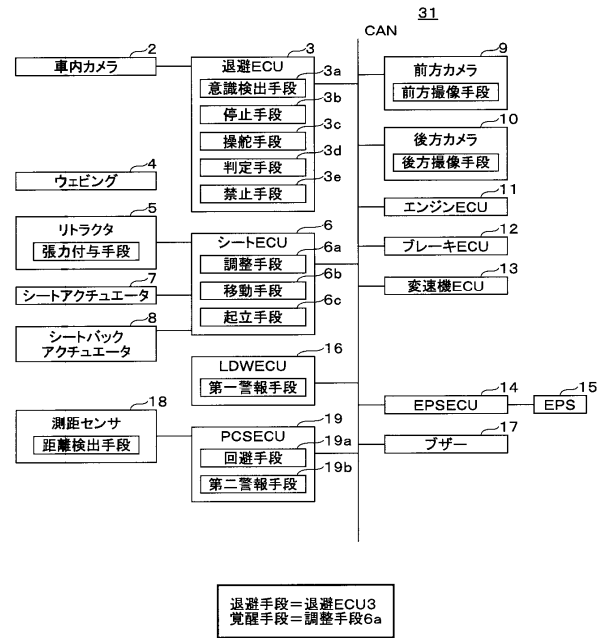 31
CAN
2
車内カメラ
3
退避ECU
3a
意識検出手段
3b
停止手段
3c
操舵手段
3d
判定手段
3e
禁止手段
4
ウェビング
5
リトラクタ
張力付与手段
6
シートECU
6a
調整手段
6b
移動手段
6c
起立手段
7
シートアクチュエータ
8
シートバック
アクチュエータ
16
LDWECU
第一警報手段
18
測距センサ
距離検出手段
19
PCSECU
19a
回避手段
19b
第二警報手段
9
前方カメラ
前方撮像手段
10
後方カメラ
後方撮像手段
11
エンジンECU
12
ブレーキECU
13
変速機ECU
14
EPSECU
15
EPS
17
ブザー
退避手段=退避ECU3
覚醒手段=調整手段6a